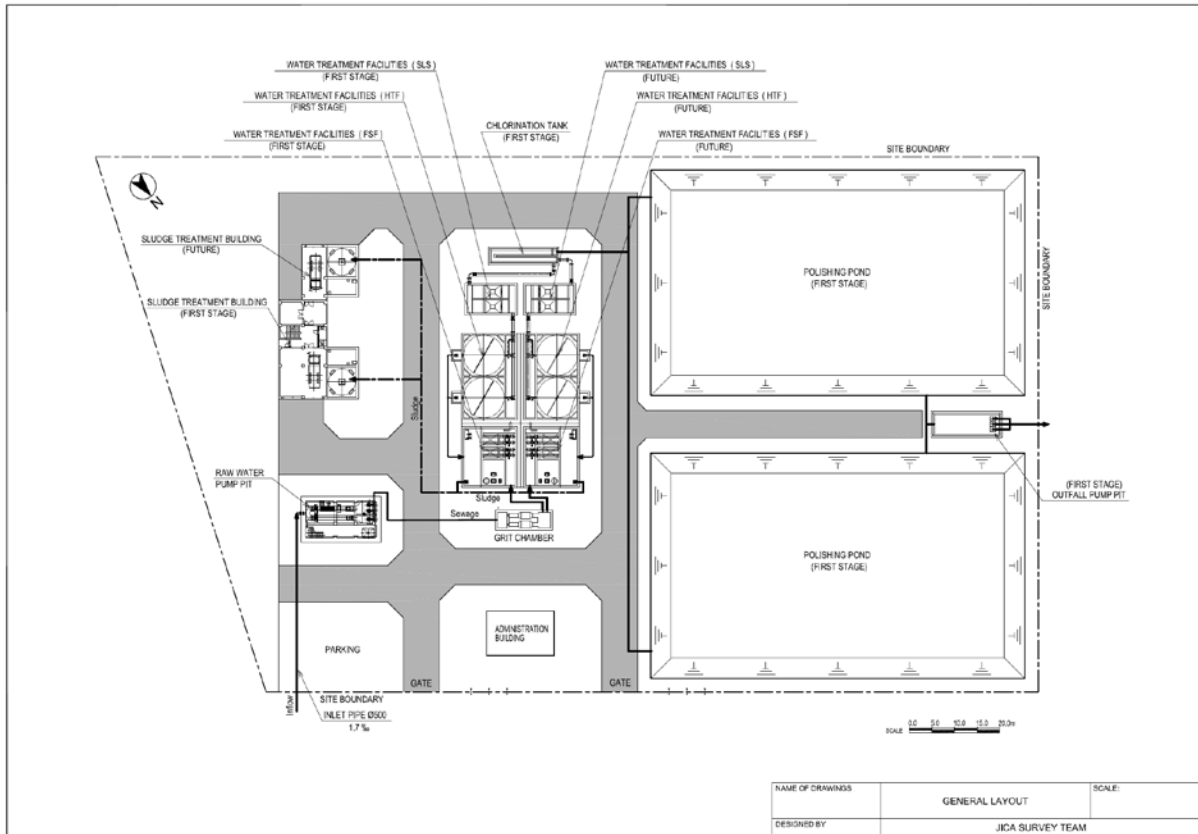 WATER TREATMENT FACILITIES ( SLS )
(FIRST STAGE)
WATER TREATMENT FACILITIES ( SLS )
(FUTURE)
WATER TREATMENT FACILITIES ( HTF )
(FIRST STAGE)
WATER TREATMENT FACILITIES ( HTF )
(FUTURE)
CHLORINATION TANK
(FIRST STAGE)
WATER TREATMENT FACILITIES ( FSF )
(FIRST STAGE)
WATER TREATMENT FACILITIES ( FSF )
(FUTURE)
SITE BOUNDARY
N
SLUDGE TREATMENT BUILDING
(FUTURE)
SITE BOUNDARY
POLISHING POND
(FIRST STAGE)
SLUDGE TREATMENT BUILDING
(FIRST STAGE)
Sludge
RAW WATER
PUMP PIT
Sludge
Sewage
GRIT CHAMBER
(FIRST STAGE)
OUTFALL PUMP PIT
POLISHING POND
(FIRST STAGE)
ADMINISTRATION
BUILDING
PARKING
GATE
GATE
Inflow
SITE BOUNDARY
INLET PIPE Ø500
1.7 ‰
SCALE 0.0 5.0 10.0 15.0 20.0m
NAME OF DRAWINGS
GENERAL LAYOUT
SCALE:
DESIGNED BY
JICA SURVEY TEAM